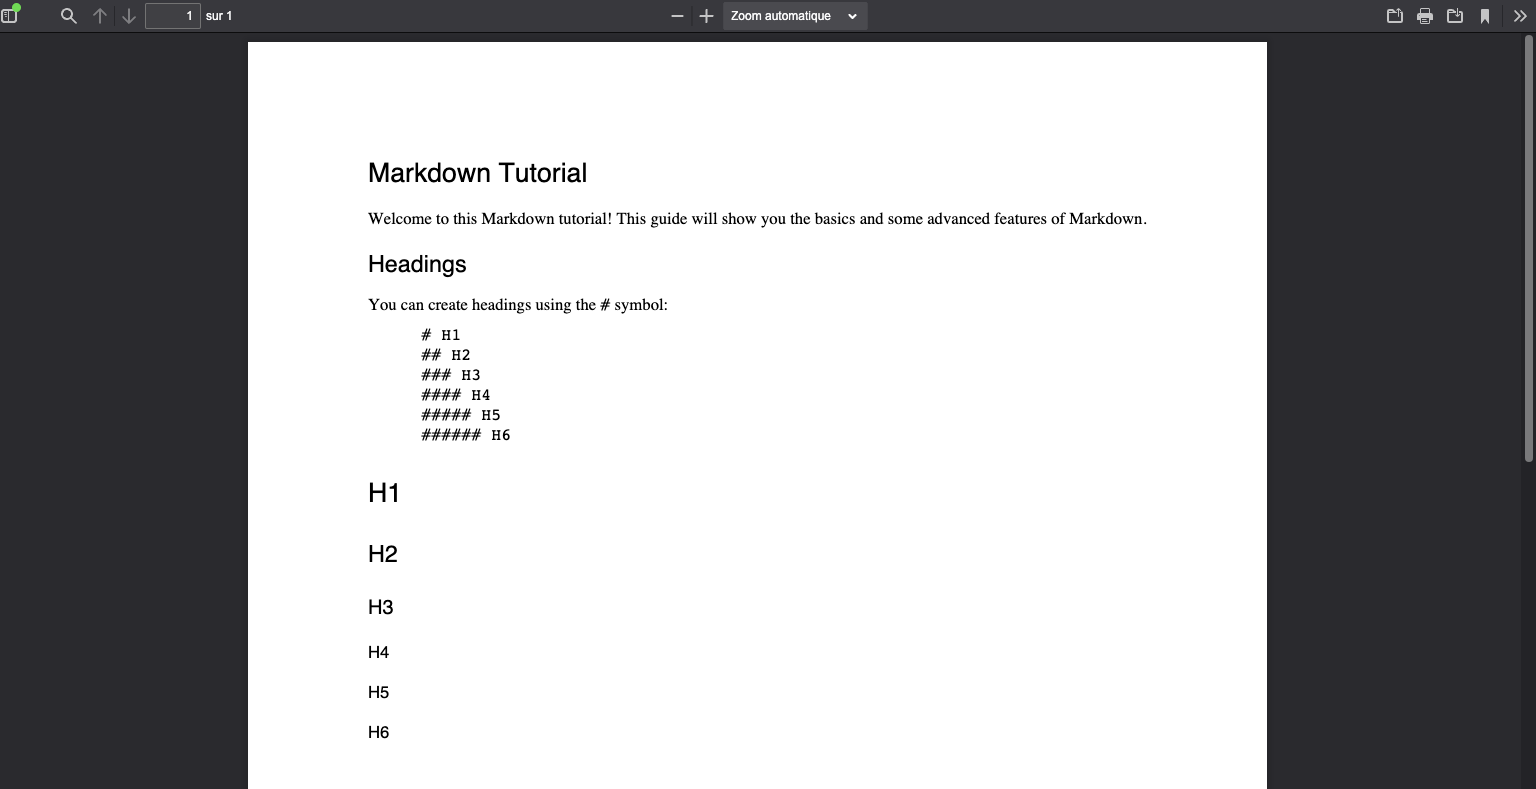 1 sur 1
Zoom automatique
Markdown Tutorial
Welcome to this Markdown tutorial! This guide will show you the basics and some advanced features of Markdown.
Headings
You can create headings using the # symbol:
# H1
## H2
### H3
#### H4
##### H5
###### H6
H1
H2
H3
H4
H5
H6